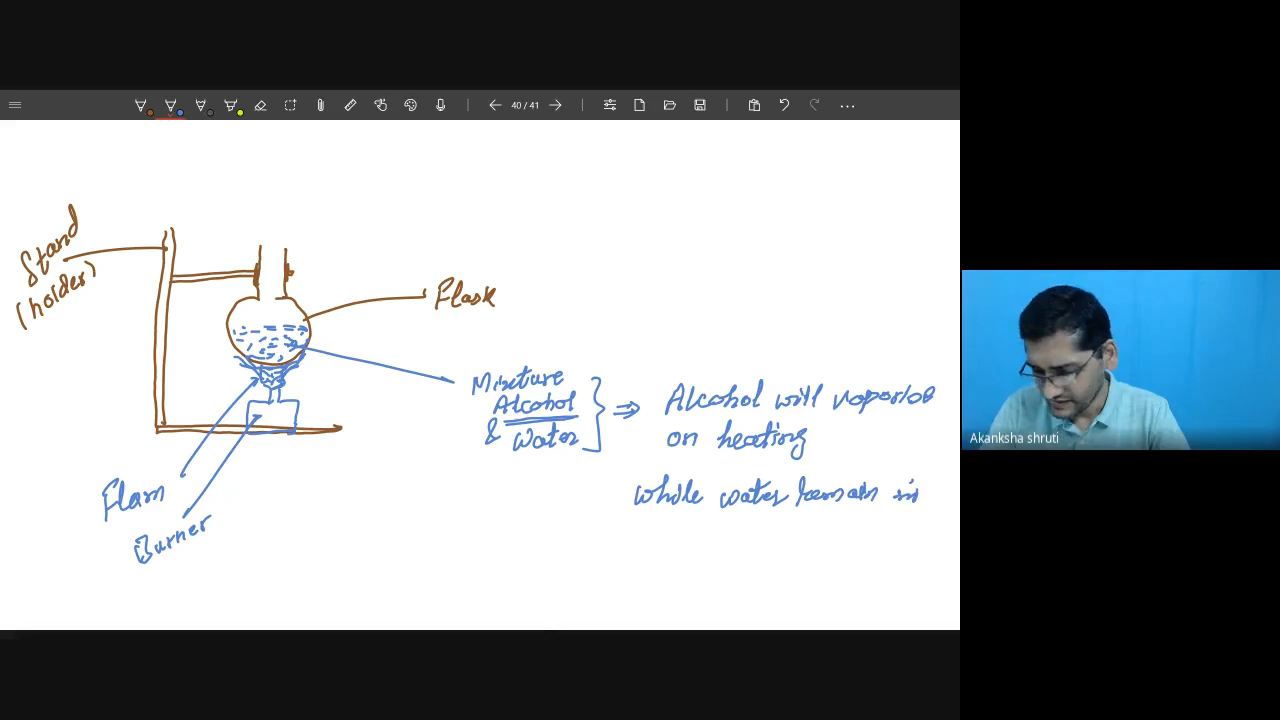 40 / 41
Stand
(holder)
Flask
Mixture
Alcohol
& Water
Alcohol will vaporise
on heating
while water remain in
Flam
Burner
Akanksha shruti